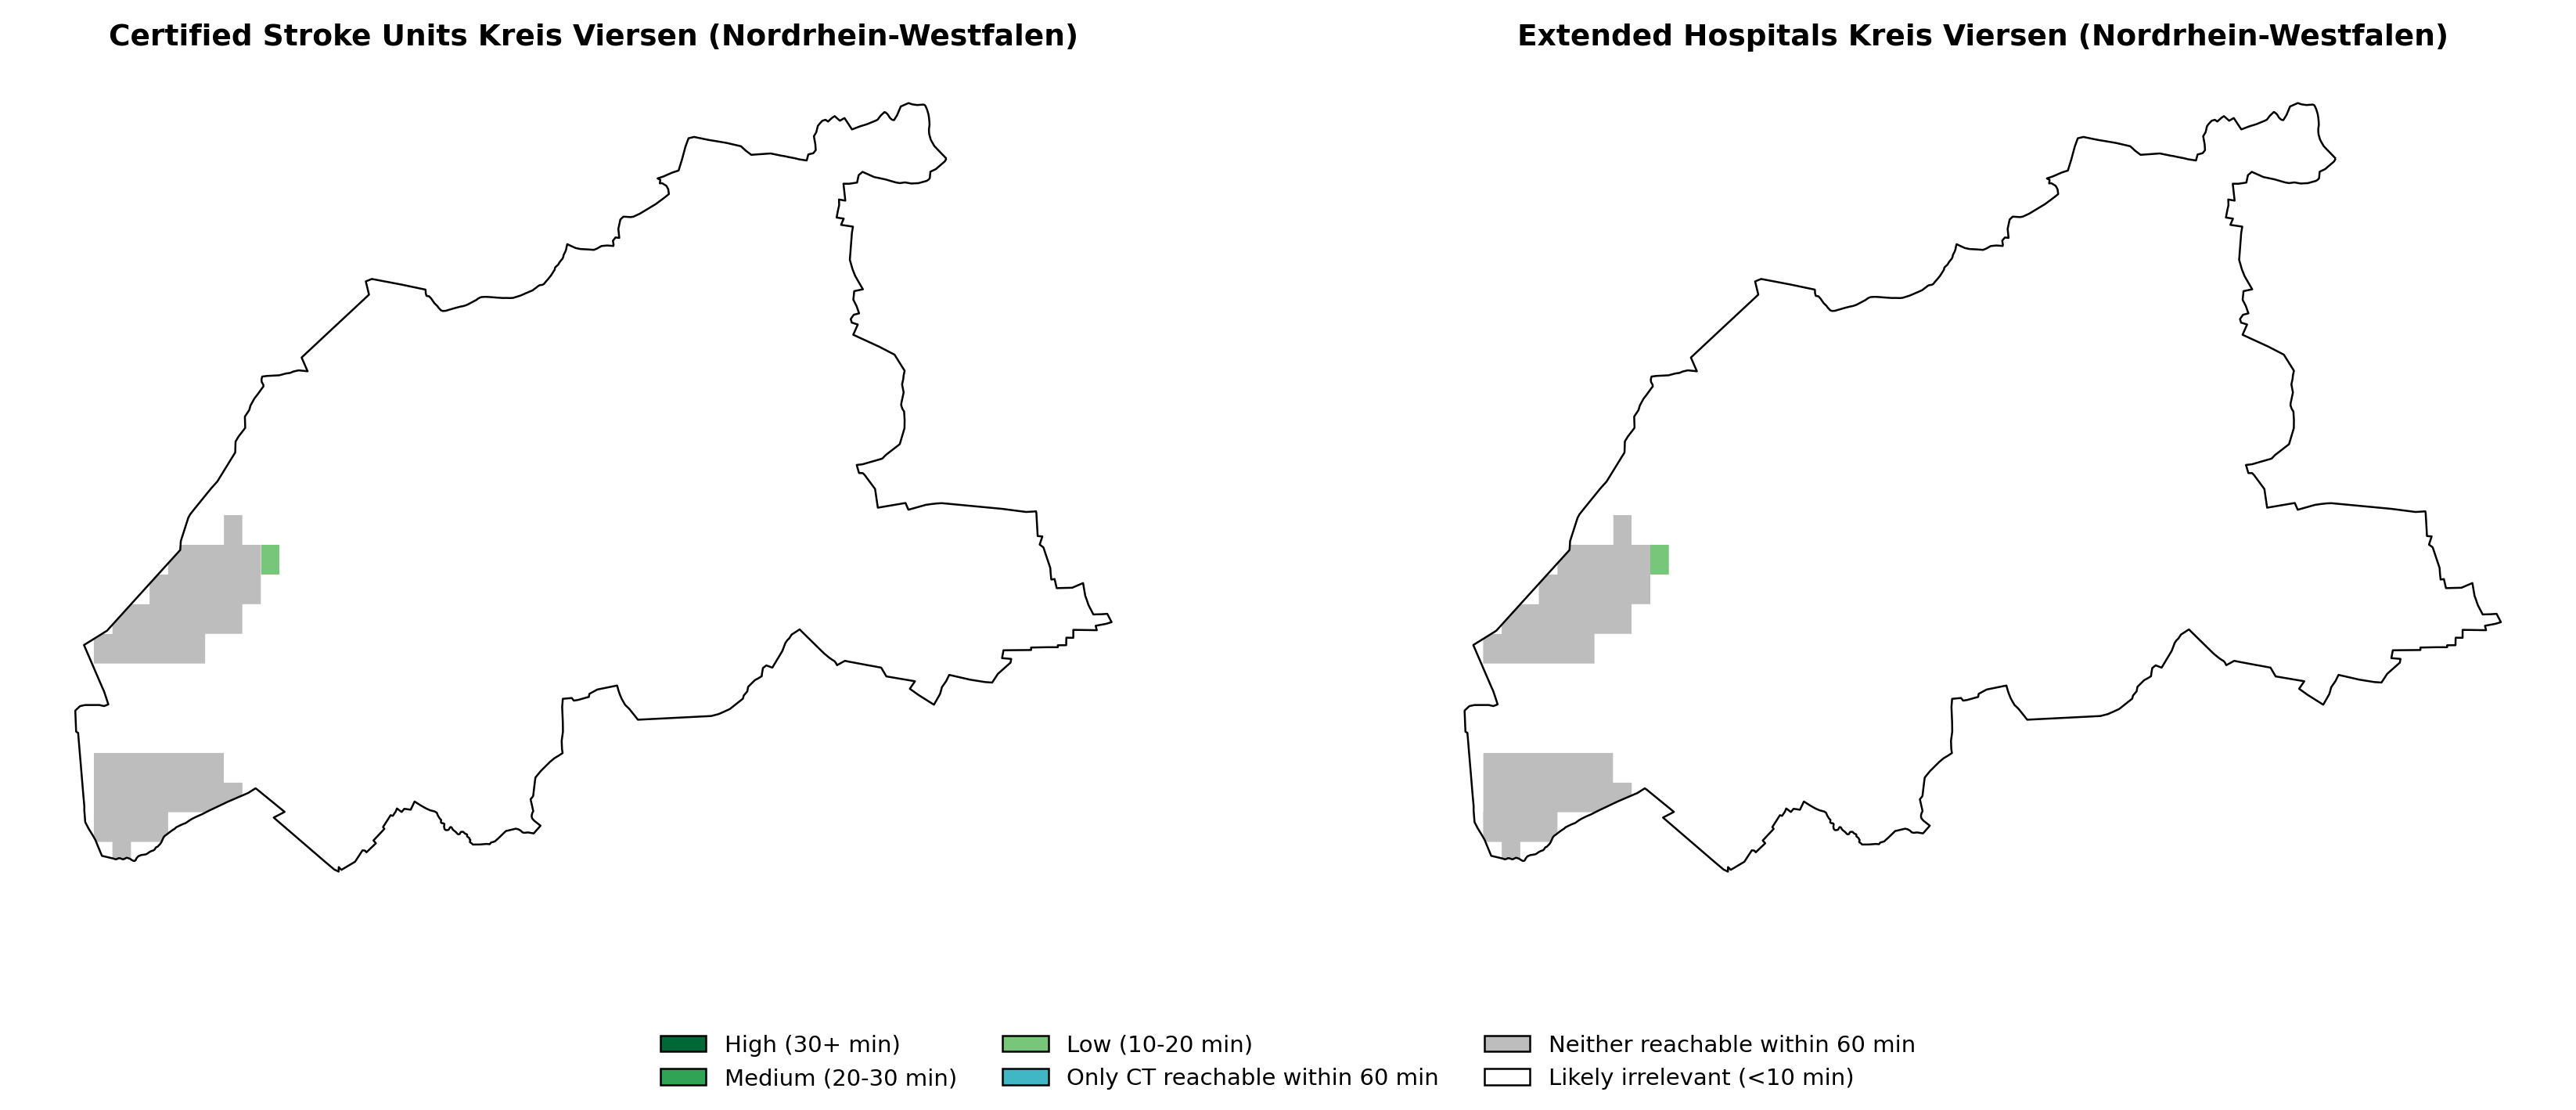 Certified Stroke Units Kreis Viersen (Nordrhein-Westfalen)
Extended Hospitals Kreis Viersen (Nordrhein-Westfalen)
High (30+ min)
Medium (20-30 min)
Low (10-20 min)
Only CT reachable within 60 min
Neither reachable within 60 min
Likely irrelevant (<10 min)